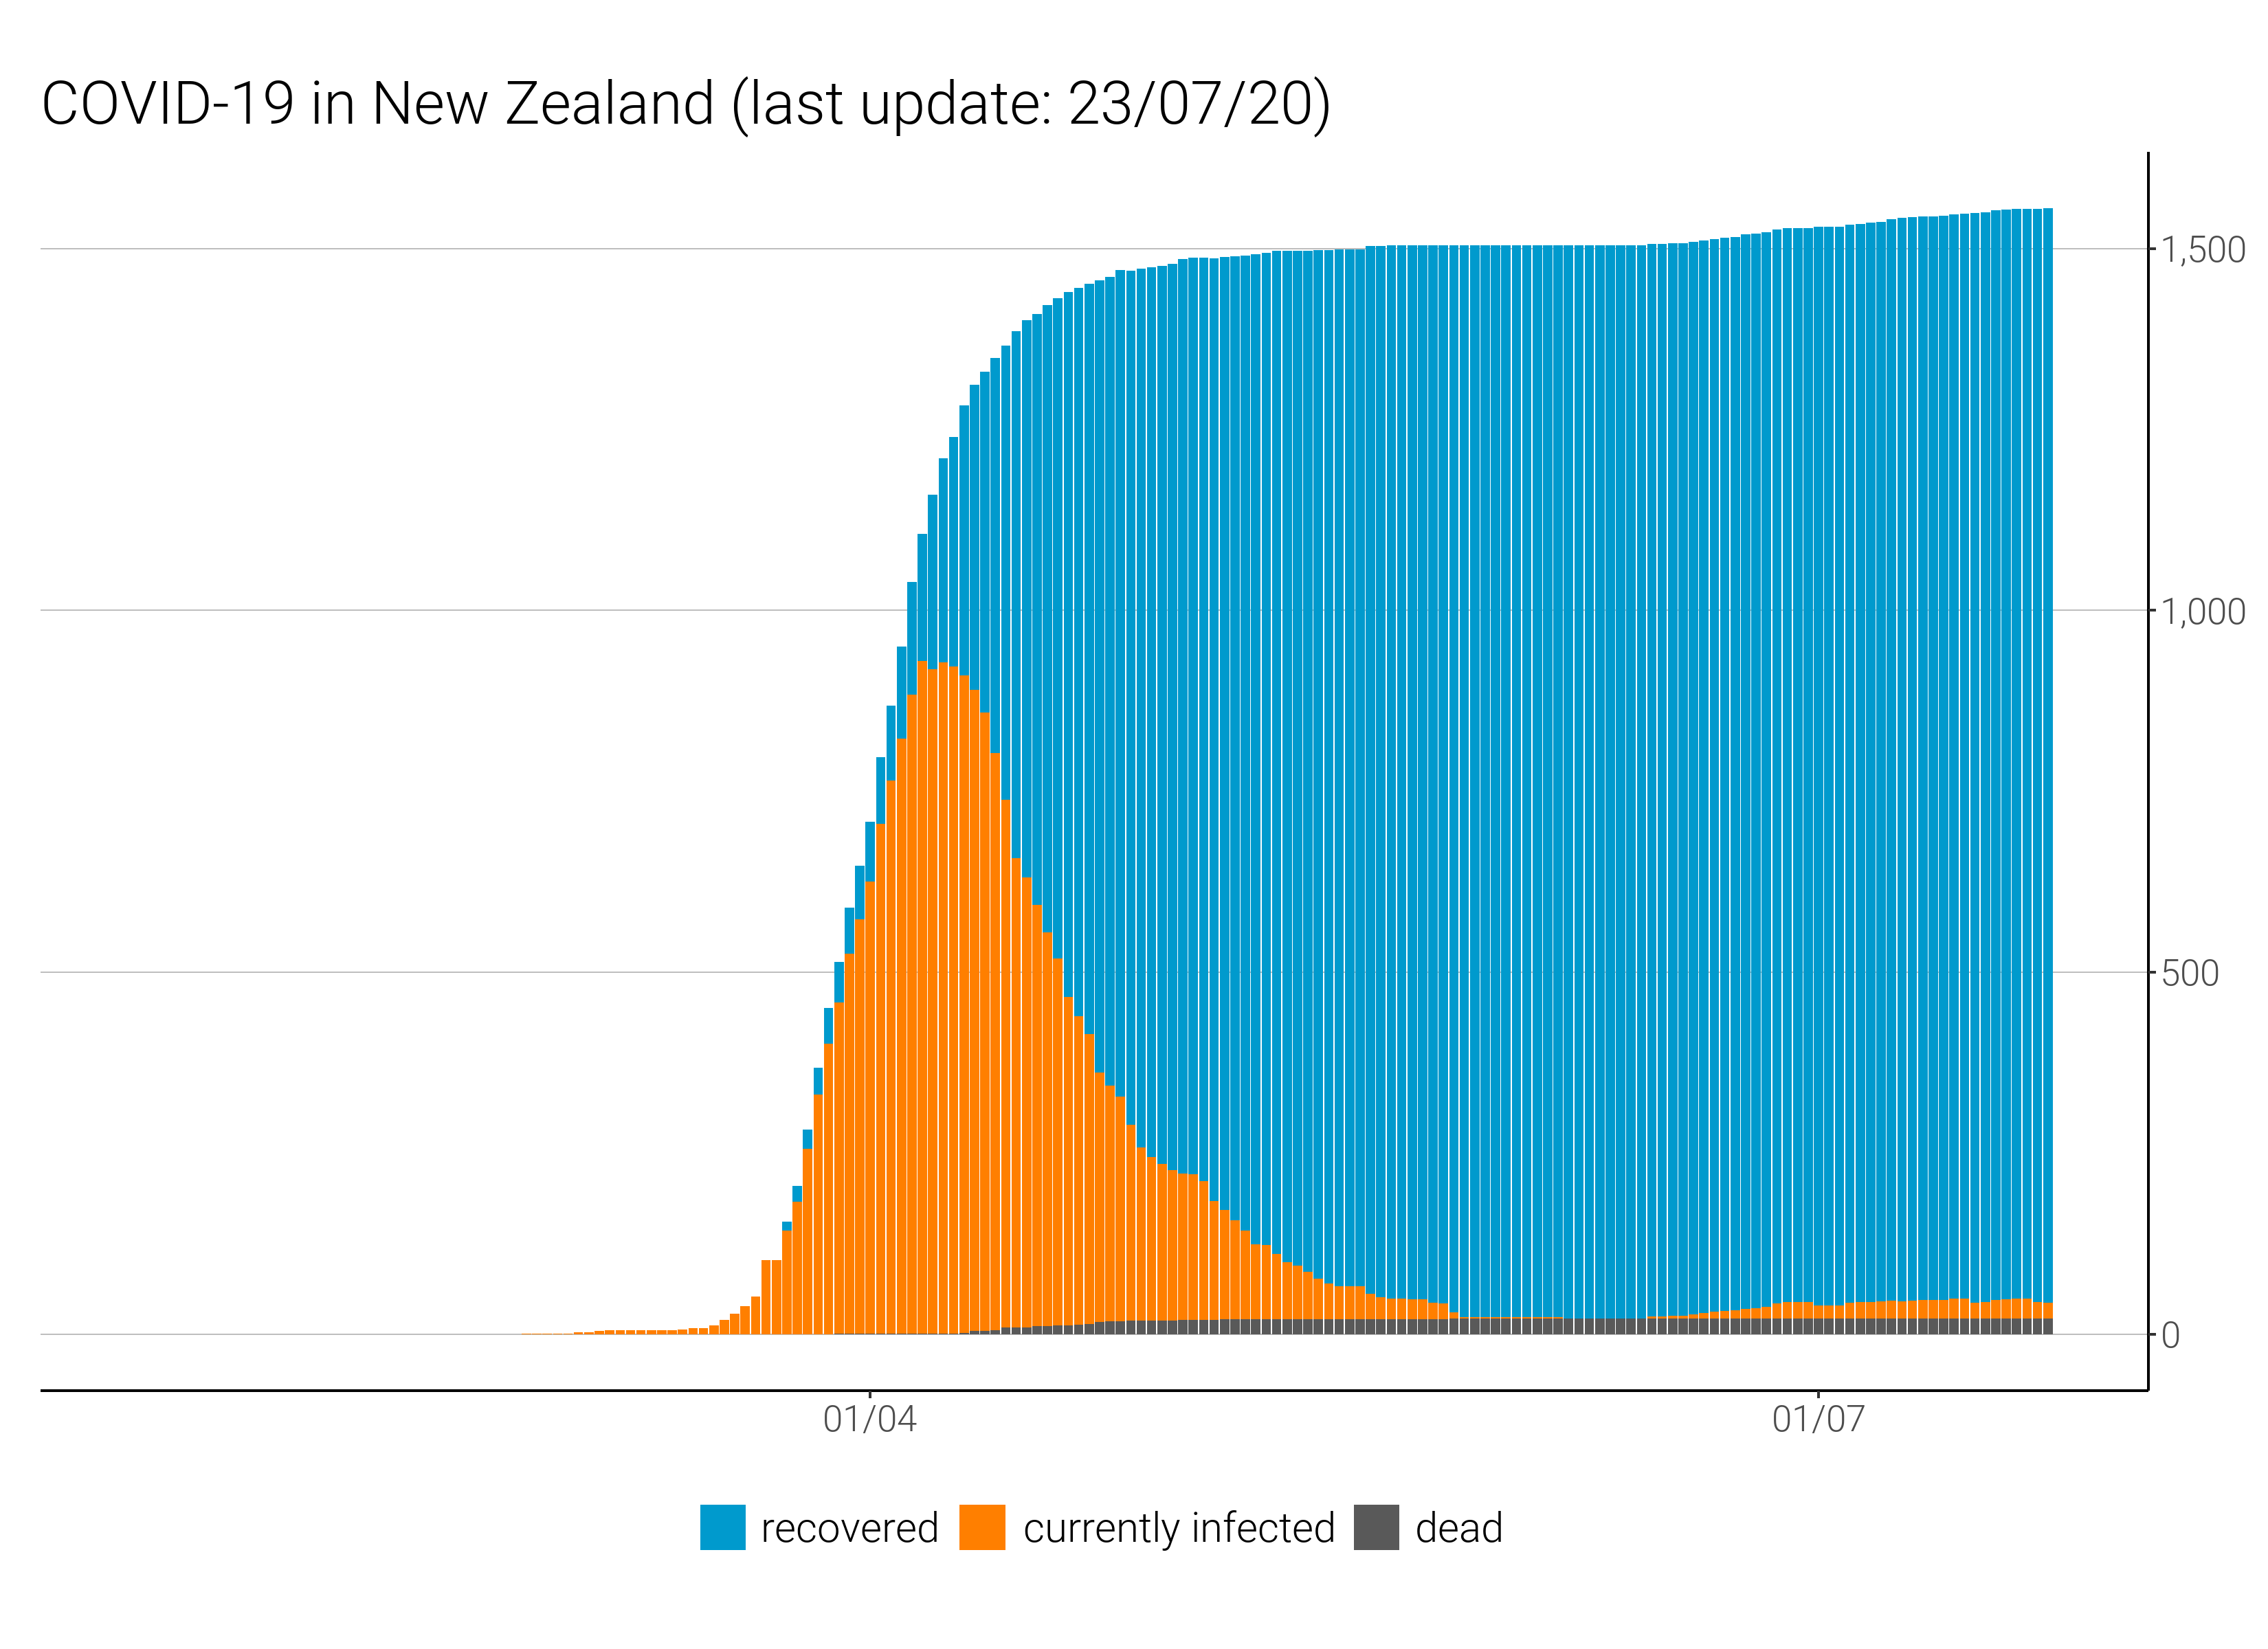 COVID-19 in New Zealand (last update: 23/07/20)
1,500
1,000
500
0
01/04 01/07
recovered currently infected dead